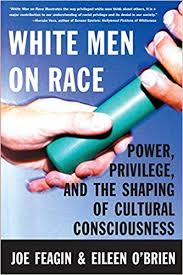 "White Men on Race illustrates the way privileged white men think about others, it is a
major contribution to our understanding of racial privilege and its denial in our society."
WHITE MEN
ON RACE
POWER,
PRIVILEGE,
AND THE SHAPING
OF CULTURAL
CONSCIOUSNESS
JOE FEAGIN & EILEEN O'BRIEN